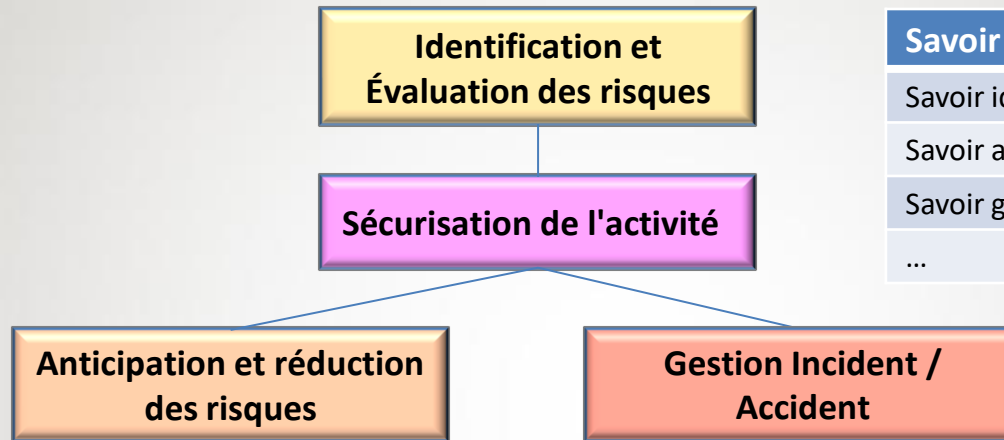 Identification et
Évaluation des risques
Sécurisation de l'activité
Anticipation et réduction
des risques
Gestion Incident /
Accident
Savoir
Savoir
Savoir
Savoir
...